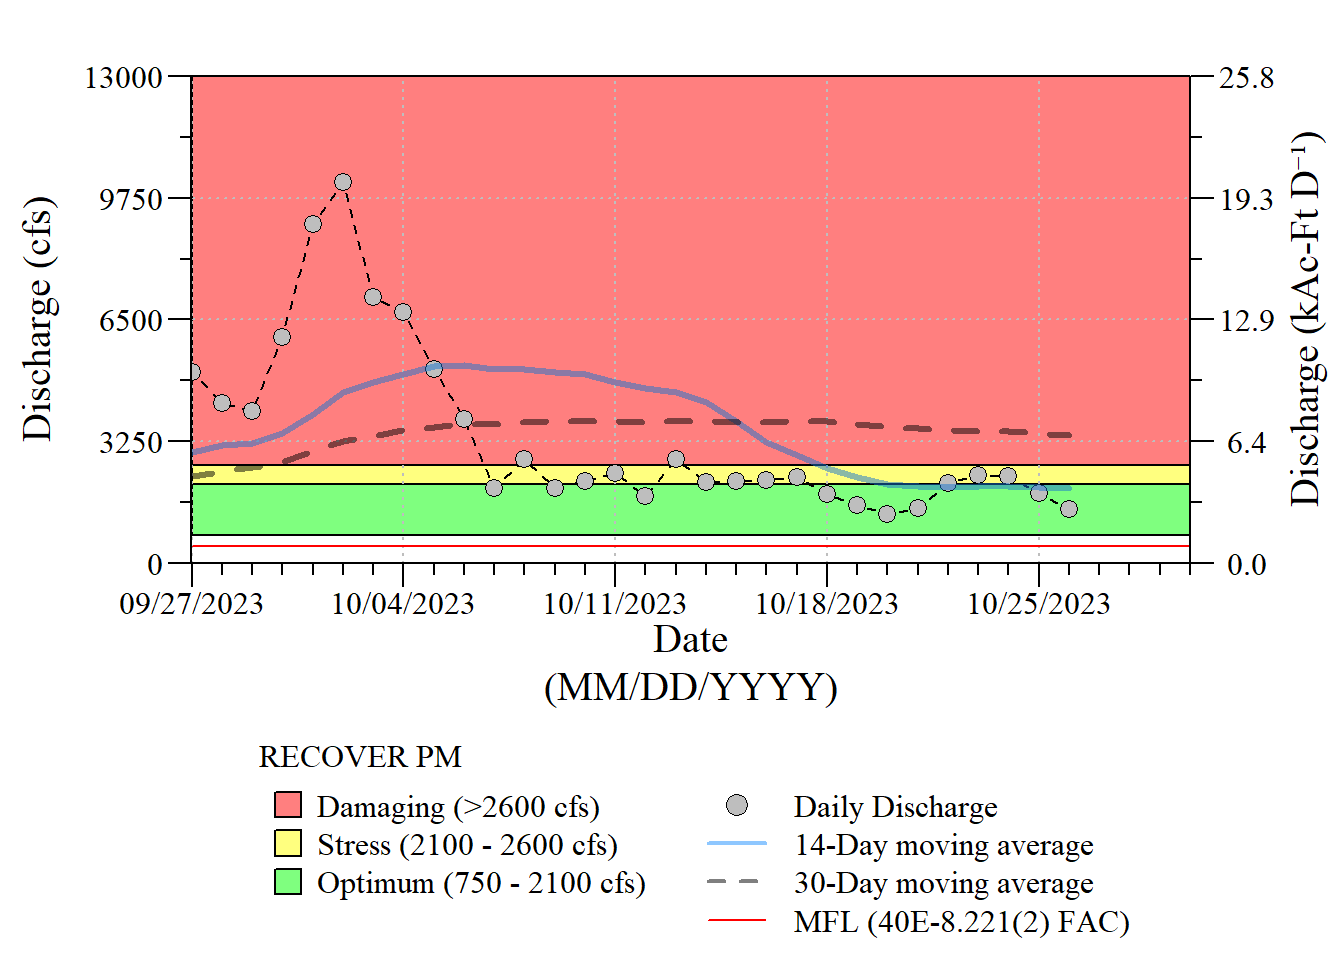 13000
9750
6500
3250
0
25.8
19.3
12.9
6.4
0.0
Discharge (cfs)
Discharge (kAc-Ft D⁻¹)
09/27/2023 10/04/2023 10/11/2023 10/18/2023 10/25/2023
Date
(MM/DD/YYYY)
RECOVER PM
Damaging (>2600 cfs)
Stress (2100 - 2600 cfs)
Optimum (750 - 2100 cfs)
Daily Discharge
14-Day moving average
30-Day moving average
MFL (40E-8.221(2) FAC)